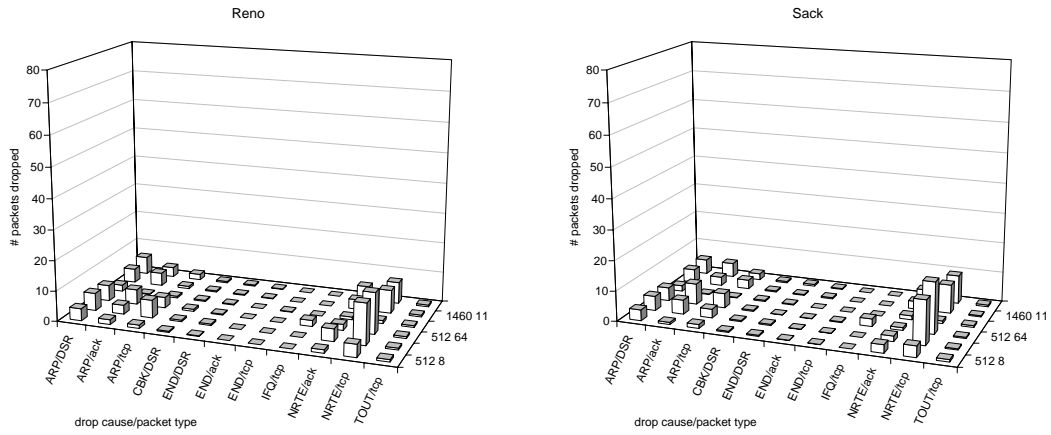 Reno
80
70
60
50
40
30
20
10
0
# packets dropped
ARP/DSR
ARP/ack
ARP/tcp
CBK/DSR
END/DSR
END/ack
END/tcp
IFQ/tcp
NRTE/ack
NRTE/tcp
TOUT/tcp
1460 11
512 64
512 8
drop cause/packet type
Sack
80
70
60
50
40
30
20
10
0
# packets dropped
ARP/DSR
ARP/ack
ARP/tcp
CBK/DSR
END/DSR
END/ack
END/tcp
IFQ/tcp
NRTE/ack
NRTE/tcp
TOUT/tcp
1460 11
512 64
512 8
drop cause/packet type